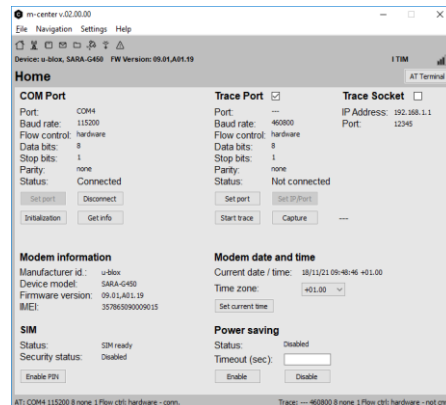 m-center v.02.00.00
File Navigation Settings Help
Device: u-blox, SARA-G450 FW Version: 09.01,A01.19 I TIM
Home
AT Terminal
COM Port
Port: COM4
Baud rate: 115200
Flow control: hardware
Data bits: 8
Stop bits: 1
Parity: none
Status: Connected
Set port Disconnect
Initialization Get info
Trace Port
Port: ---
Baud rate: 460800
Flow control: hardware
Data bits: 8
Stop bits: 1
Parity: none
Status: Not connected
Set port Set IP/Port
Start trace Capture ----
Trace Socket
IP Address: 192.168.1.1
Port: 12345
Modem information
Manufacturer id.: u-blox
Device model: SARA-G450
Firmware version: 09.01,A01.19
IMEI: 357865090009015
Modem date and time
Current date / time: 18/11/21 09:48:46 +01.00
Time zone: +01.00
Set current time
SIM
Status: SIM ready
Security status: Disabled
Enable PIN
Power saving
Status: Disabled
Timeout (sec):
Enable Disable
AT: COM4 115200 8 none 1 Flow ctrl: hardware - conn.
Trace: --- 460800 8 none 1 Flow ctrl: hardware - not